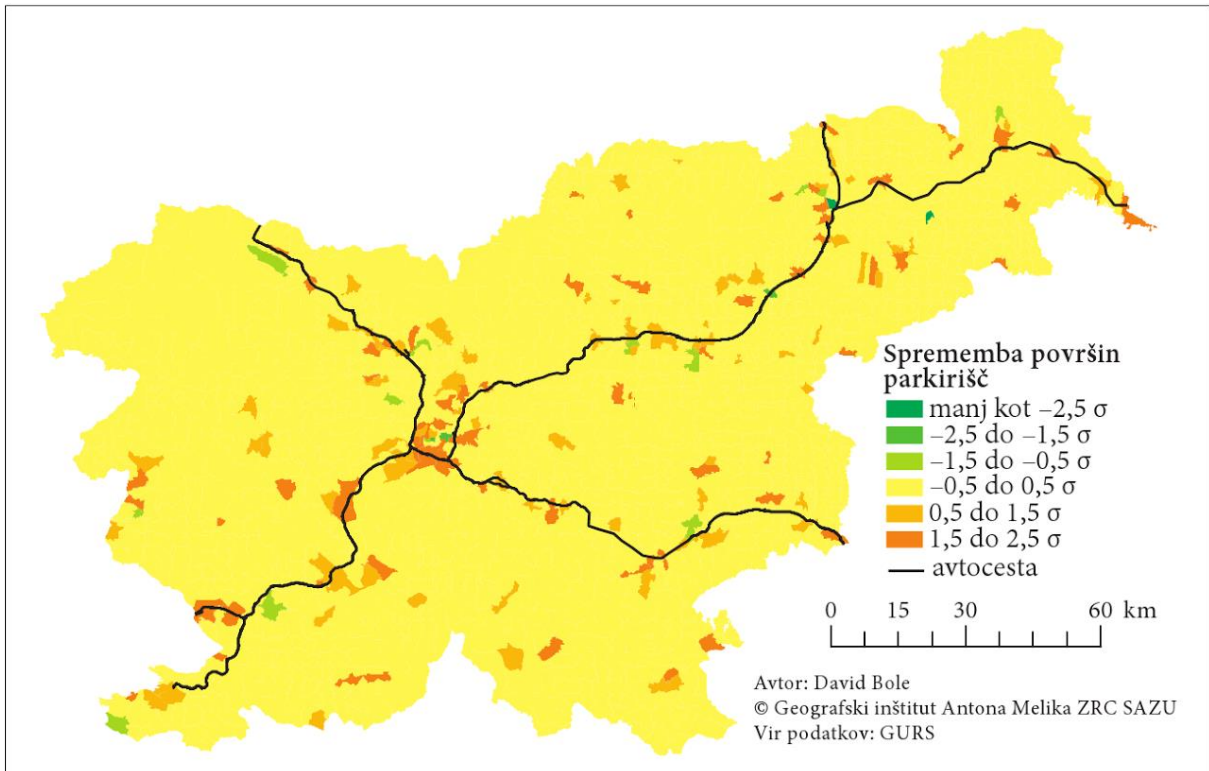 Sprememba površin
parkirišč
manj kot –2,5 σ
–2,5 do –1,5 σ
–1,5 do –0,5 σ
–0,5 do 0,5 σ
0,5 do 1,5 σ
1,5 do 2,5 σ
avtocesta
0 15 30 60 km
Avtor: David Bole
© Geografski inštitut Antona Melika ZRC SAZU
Vir podatkov: GURS